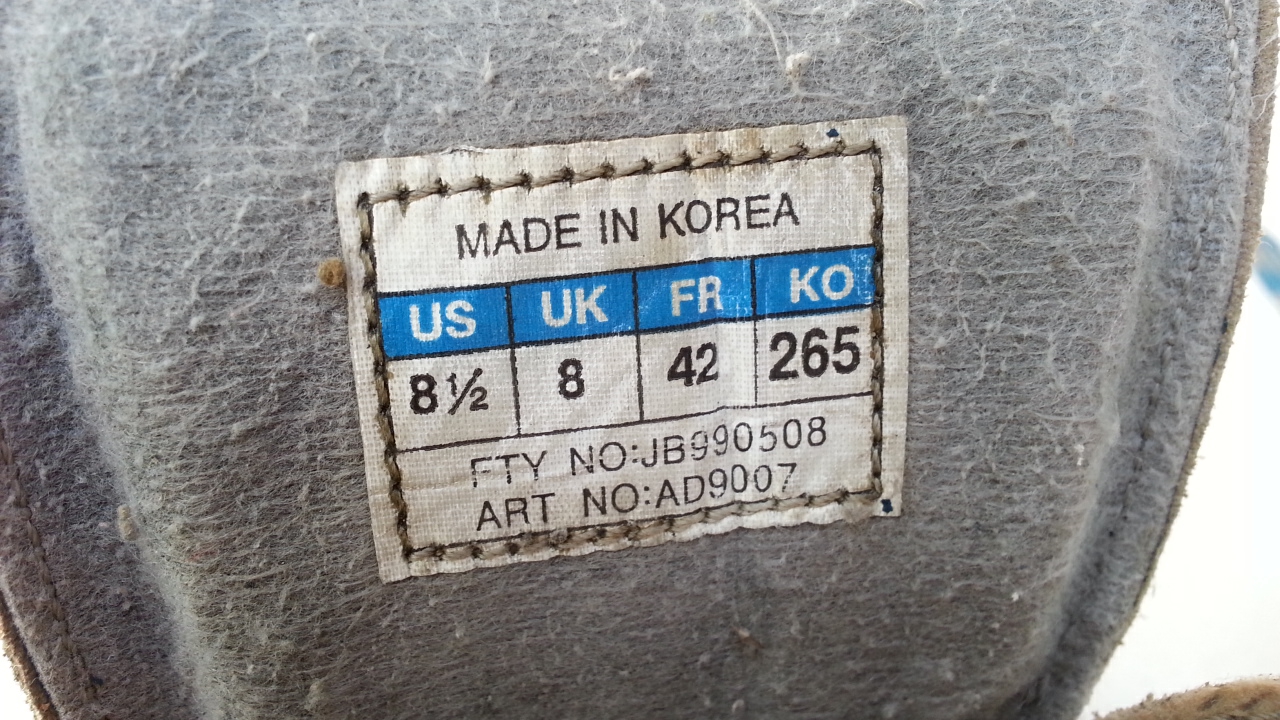 MADE IN KOREA
US UK FR KO
8½ 8 42 265
FTY NO:JB990508
ART NO:AD9007